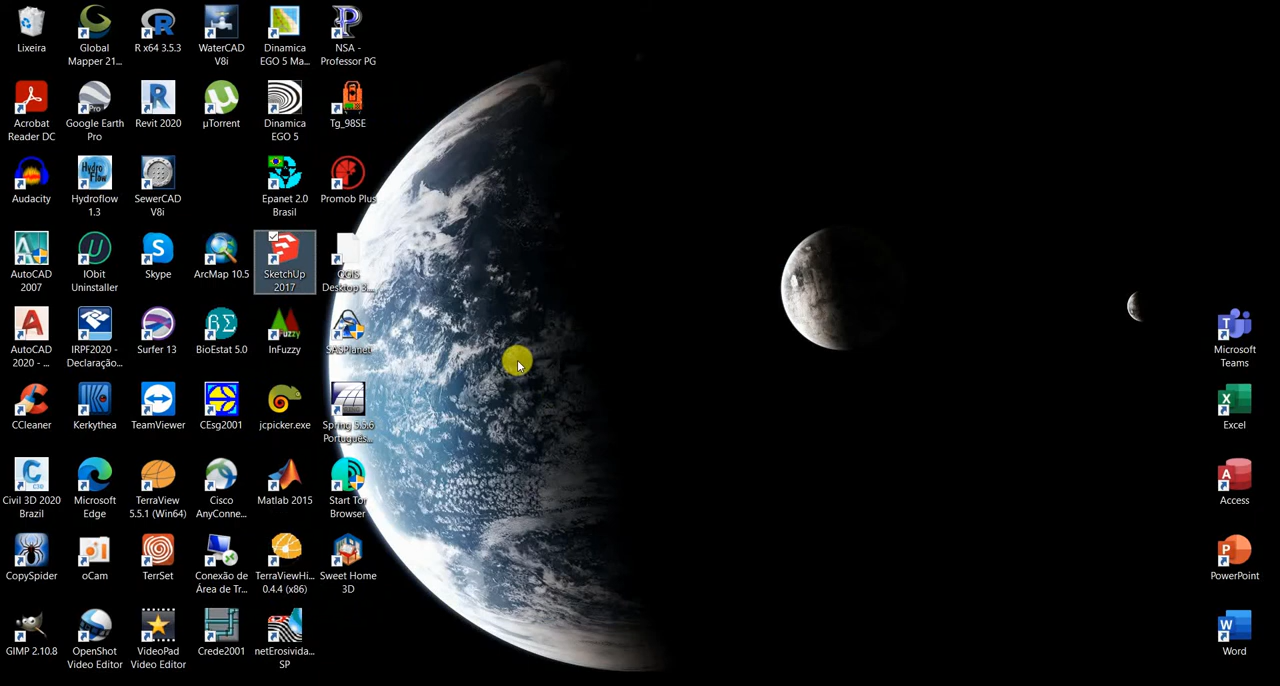 Lixeira
Global
Mapper 21...
R x64 3.5.3
WaterCAD
V8i
Dinamica
EGO 5 Ma...
NSA -
Professor PG
Acrobat
Reader DC
Google Earth
Pro
Revit 2020
µTorrent
Dinamica
EGO 5
Tg_98SE
Audacity
Hydroflow
1.3
SewerCAD
V8i
Epanet 2.0
Brasil
Promob Plus
AutoCAD
2007
IObit
Uninstaller
Skype
ArcMap 10.5
SketchUp
2017
QGIS
Desktop 3....
AutoCAD
2020 - ...
IRPF2020 -
Declaração...
Surfer 13
BioEstat 5.0
InFuzzy
SASPlanet
Microsoft
Teams
CCleaner
Kerkythea
TeamViewer
CEsg2001
jcpicker.exe
Spring 5.5.6
Português...
Excel
Civil 3D 2020
Brazil
Microsoft
Edge
TerraView
5.5.1 (Win64)
Cisco
AnyConne...
Matlab 2015
Start Tor
Browser
Access
CopySpider
oCam
TerrSet
Conexão de
Área de Tr...
TerraViewHi...
0.4.4 (x86)
Sweet Home
3D
PowerPoint
GIMP 2.10.8
OpenShot
Video Editor
VideoPad
Video Editor
Crede2001
netErosivida...
SP
Word